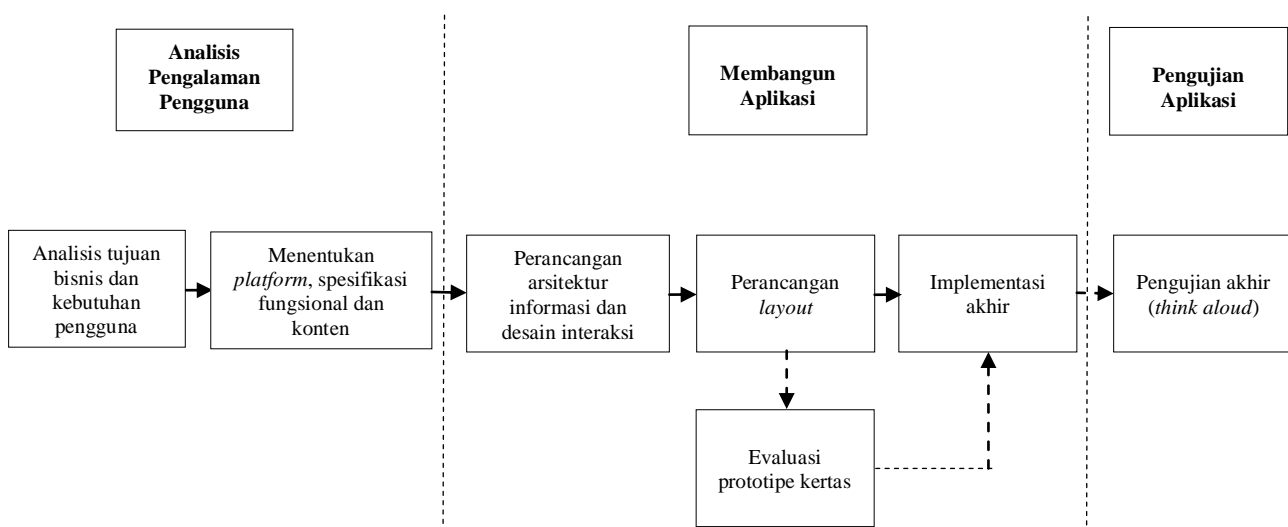 Analisis
Pengalaman
Pengguna
Membangun
Aplikasi
Pengujian
Aplikasi
Analisis tujuan
bisnis dan
kebutuhan
pengguna
Menentukan
platform, spesifikasi
fungsional dan
konten
Perancangan
arsitektur
informasi dan
desain interaksi
Perancangan
layout
Implementasi
akhir
Pengujian akhir
(think aloud)
Evaluasi
prototipe kertas